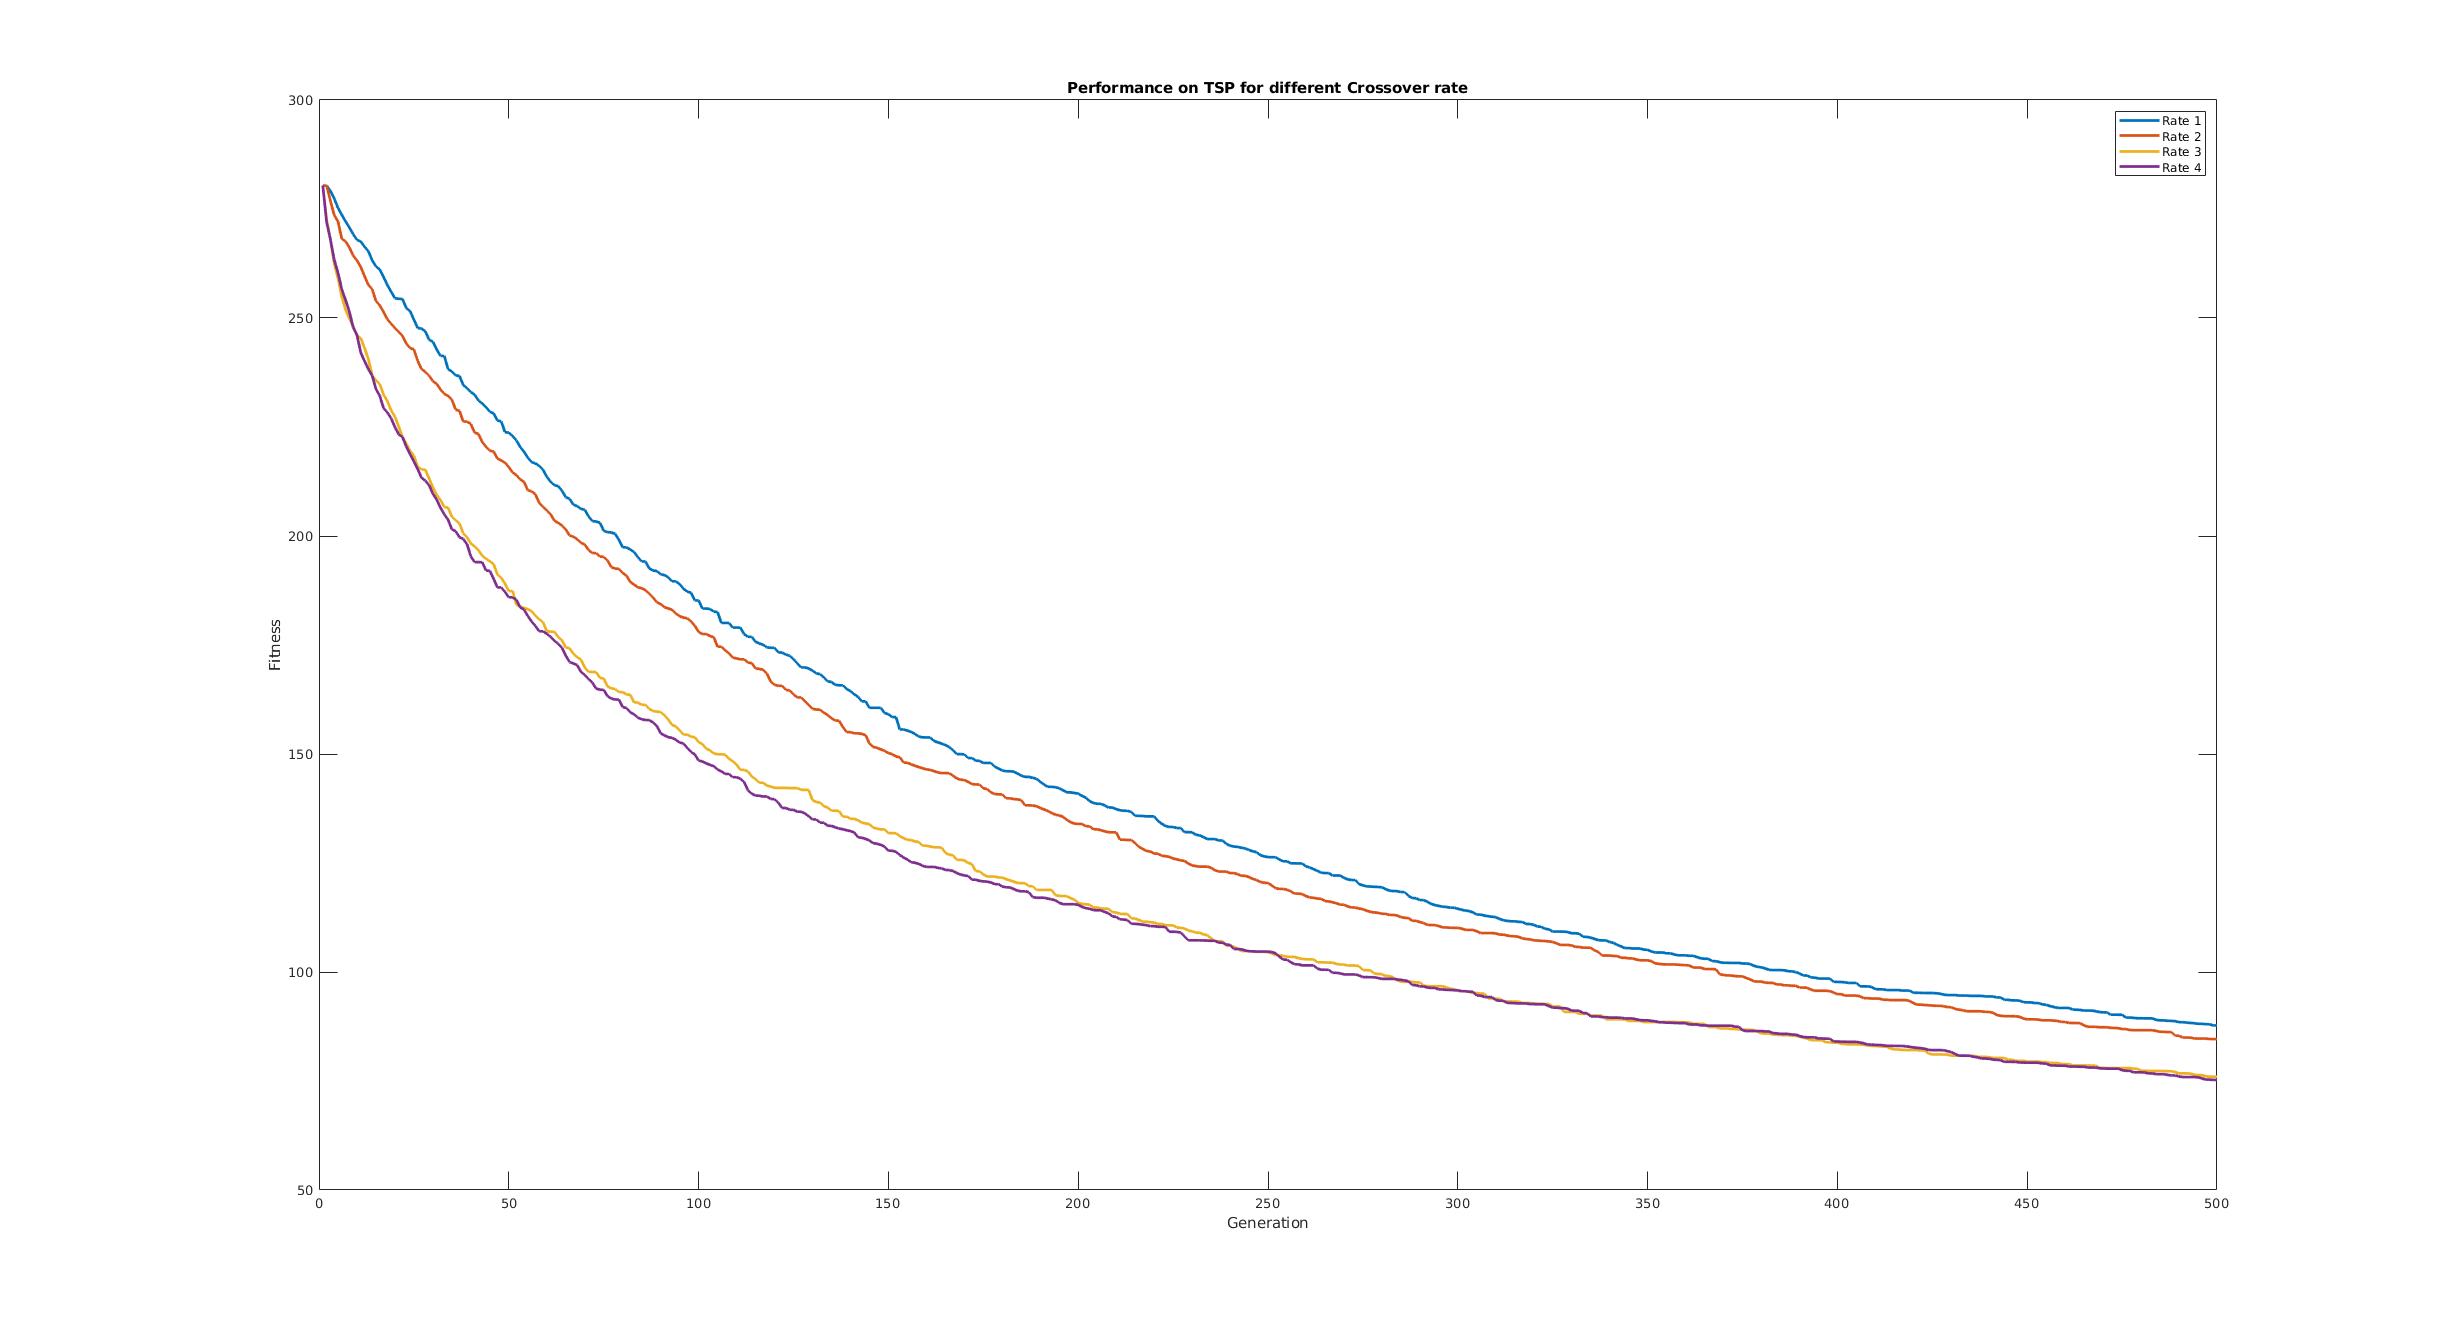 Performance on TSP for different Crossover rate
300
250
200
150
100
50
Fitness
Rate 1
Rate 2
Rate 3
Rate 4
0 50 100 150 200 250 300 350 400 450 500
Generation